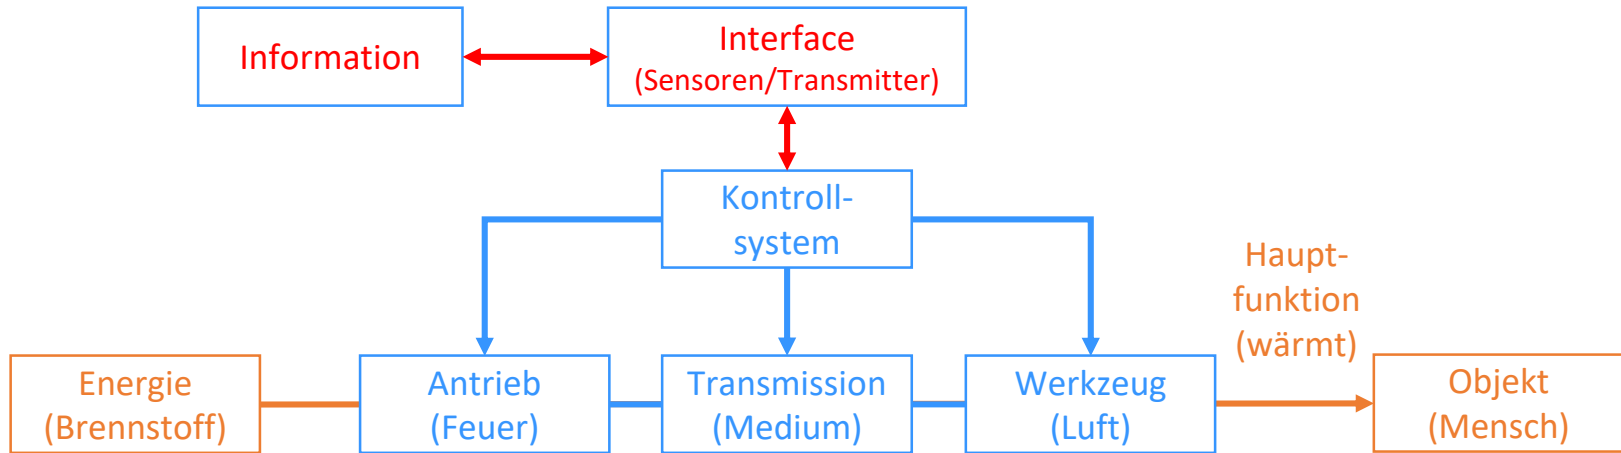 Information
Interface
(Sensoren/Transmitter)
Kontroll-
system
Haupt-
funktion
(wärmt)
Energie
(Brennstoff)
Antrieb
(Feuer)
Transmission
(Medium)
Werkzeug
(Luft)
Objekt
(Mensch)